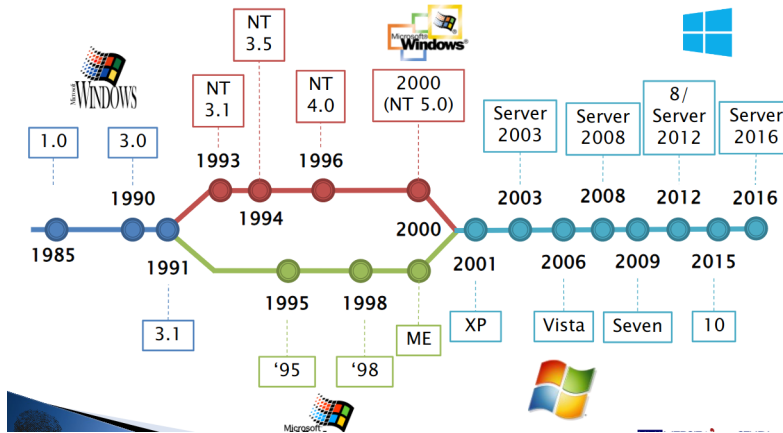 NT
3.5
Microsoft
Windows
NT
3.1
NT
4.0
2000
(NT 5.0)
8/
Server
2012
Microsoft
WINDOWS
Server
2003
Server
2008
Server
2016
1.0
3.0
1993
1996
1990
1994
2003
2008
2012
2016
1985
2000
1991
2001
2006
2009
2015
1995
1998
3.1
ME
XP
Vista
Seven
10
‘95
‘98
Microsoft